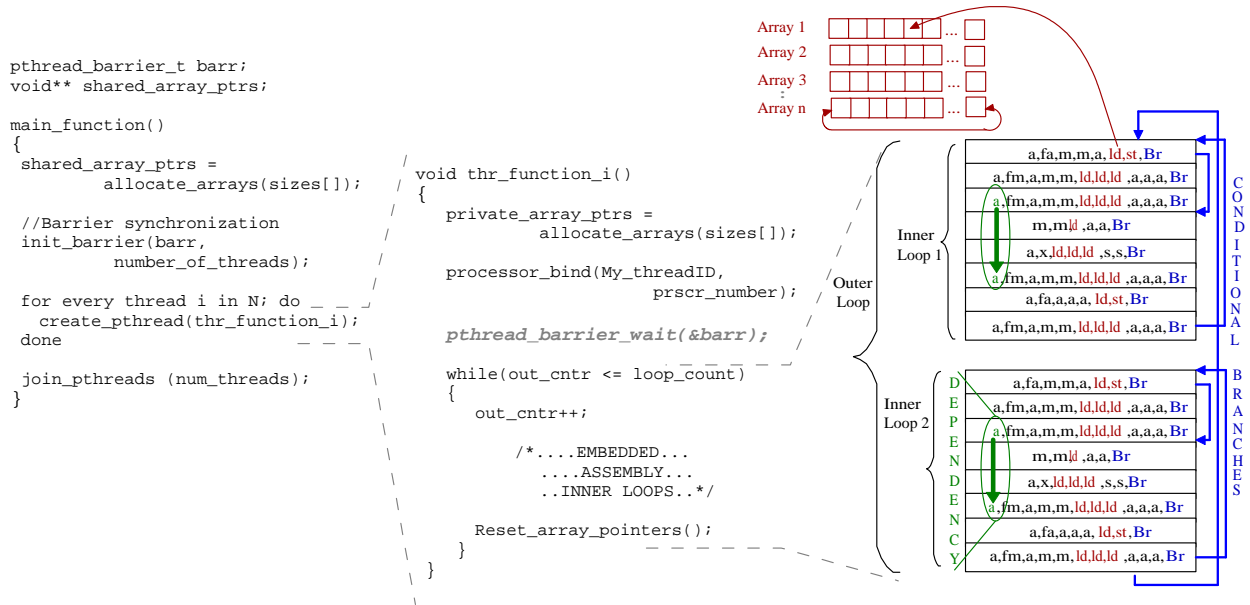 pthread_barrier_t barr;
void** shared_array_ptrs;
main_function()
{
shared_array_ptrs =
allocate_arrays(sizes[]);
//Barrier synchronization
init_barrier(barr,
number_of_threads);
for every thread i in N; do
create_pthread(thr_function_i);
done
join_pthreads (num_threads);
}
void thr_function_i()
{
private_array_ptrs =
allocate_arrays(sizes[]);
processor_bind(My_threadID,
prscr_number);
pthread_barrier_wait(&barr);
while(out_cntr <= loop_count)
{
out_cntr++;
/*....EMBEDDED...
....ASSEMBLY...
..INNER LOOPS..*/
Reset_array_pointers();
}
}
Array 1 ...
Array 2 ...
Array 3 ...
:
Array n ...
Outer
Loop
Inner
Loop 1
a,fa,m,m,a,ld,st,Br
a,fm,a,m,m,ld,ld,ld ,a,a,a,Br
a,fm,a,m,m,ld,ld,ld ,a,a,a,Br
m,m,ld ,a,a,Br
a,x,ld,ld,ld ,s,s,Br
a,fm,a,m,m,ld,ld,ld ,a,a,a,Br
a,fa,a,a,a, ld,st,Br
a,fm,a,m,m,ld,ld,ld ,a,a,a,Br
Inner
Loop 2
a,fa,m,m,a, ld,st,Br
a,fm,a,m,m,ld,ld,ld ,a,a,a,Br
a,fm,a,m,m,ld,ld,ld ,a,a,a,Br
m,m,ld ,a,a,Br
a,x,ld,ld,ld ,s,s,Br
a,fm,a,m,m,ld,ld,ld ,a,a,a,Br
a,fa,a,a,a, ld,st,Br
a,fm,a,m,m,ld,ld,ld ,a,a,a,Br
DEPENDENCY
CONDITIONAL
BRANCHES